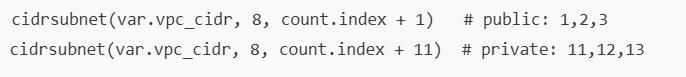 cidrsubnet(var.vpc_cidr, 8, count.index + 1)   # public: 1,2,3
cidrsubnet(var.vpc_cidr, 8, count.index + 11)  # private: 11,12,13